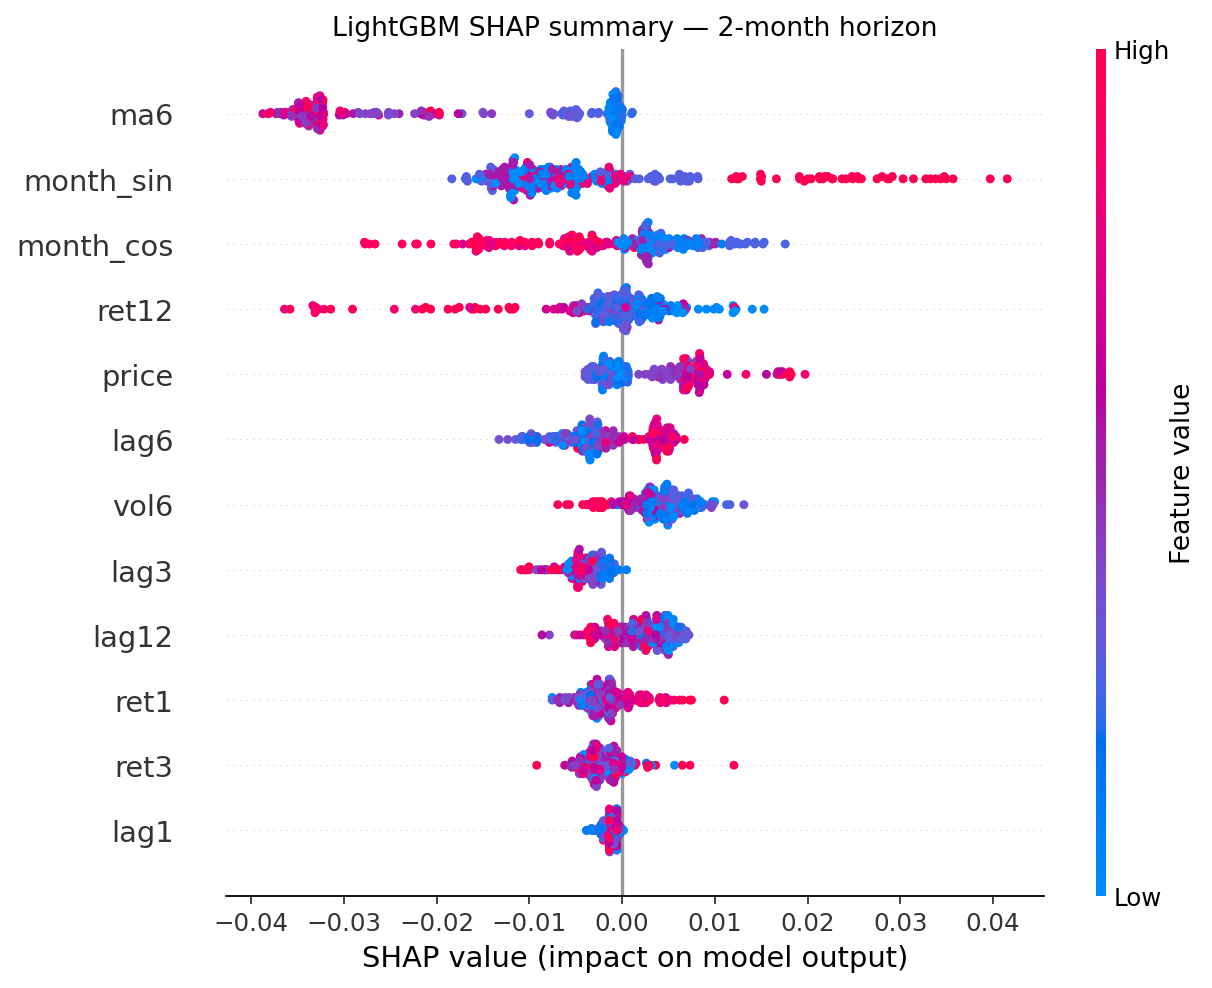 LightGBM SHAP summary — 2-month horizon
High
ma6
month_sin
month_cos
ret12
price
lag6
vol6
lag3
lag12
ret1
ret3
lag1
Feature value
Low
−0.04 −0.03 −0.02 −0.01 0.00 0.01 0.02 0.03 0.04
SHAP value (impact on model output)